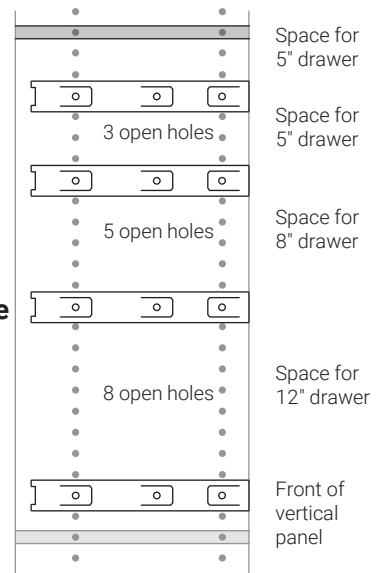 Space for
5" drawer
Space for
5" drawer
3 open holes
Space for
8" drawer
5 open holes
e
Space for
12" drawer
8 open holes
Front of
vertical
panel